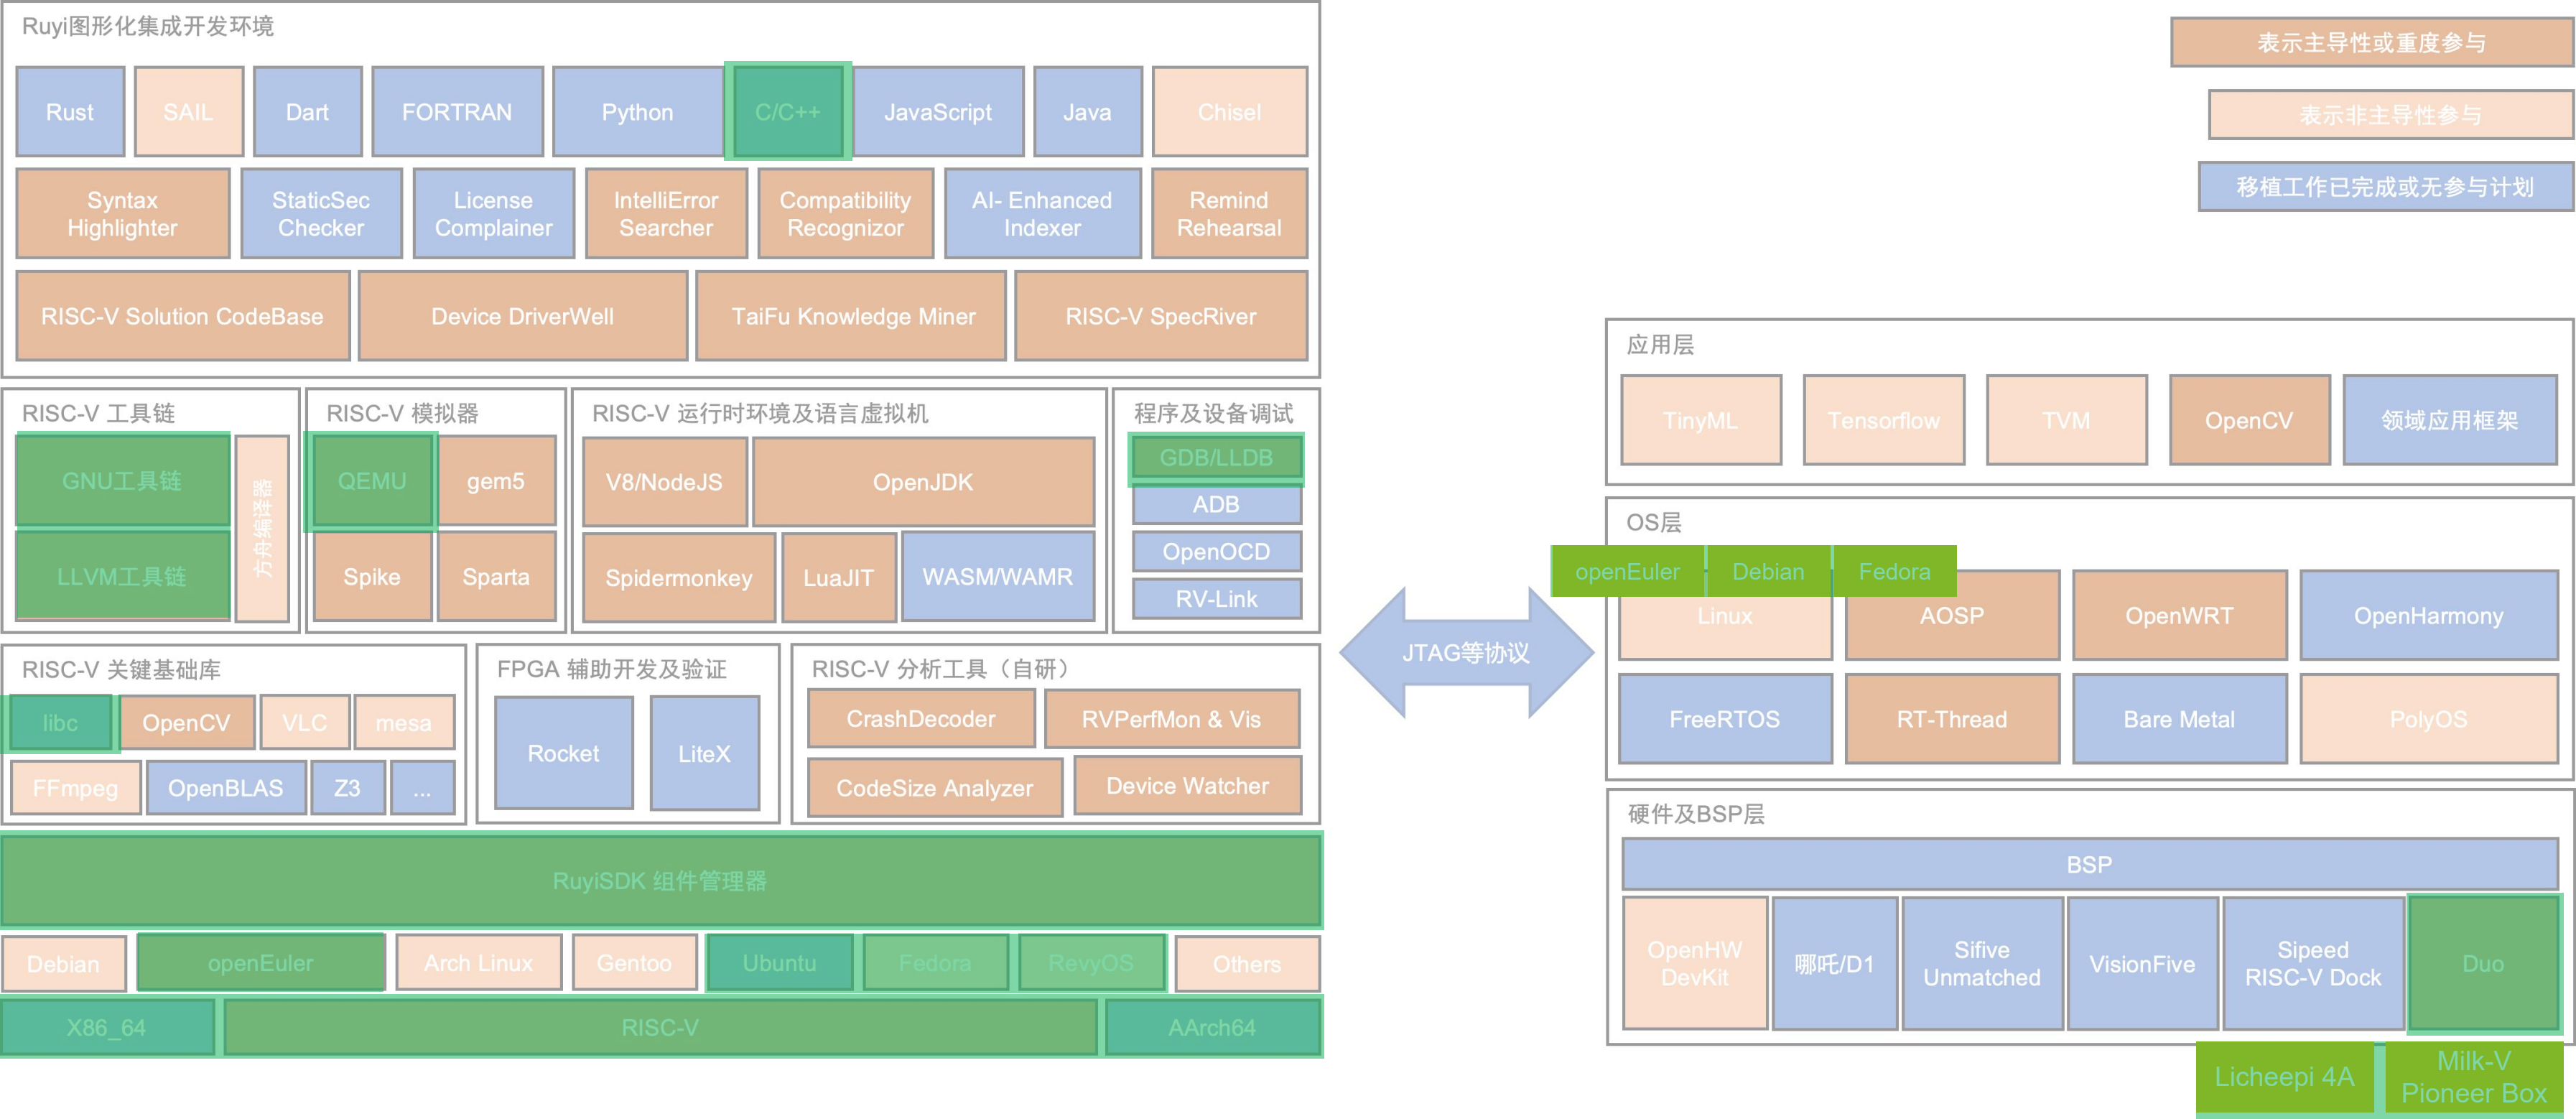 Ruyi图形化集成开发环境
Rust
SAIL
Dart
FORTRAN
Python
C/C++
JavaScript
Java
Chisel
Syntax
Highlighter
StaticSec
Checker
License
Complainer
IntelliError
Searcher
Compatibility
Recognizor
AI- Enhanced
Indexer
Remind
Rehearsal
RISC-V Solution CodeBase
Device DriverWell
TaiFu Knowledge Miner
RISC-V SpecRiver
RISC-V 工具链
GNU工具链
LLVM工具链
方舟编译器
RISC-V 模拟器
QEMU
gem5
Spike
Sparta
RISC-V 运行时环境及语言虚拟机
V8/NodeJS
OpenJDK
Spidermonkey
LuaJIT
WASM/WAMR
程序及设备调试
GDB/LLDB
ADB
OpenOCD
RV-Link
RISC-V 关键基础库
libc
OpenCV
VLC
mesa
FFmpeg
OpenBLAS
Z3
...
FPGA 辅助开发及验证
Rocket
LiteX
RISC-V 分析工具（自研）
CrashDecoder
RVPerfMon & Vis
CodeSize Analyzer
Device Watcher
RuyiSDK 组件管理器
Debian
openEuler
Arch Linux
Gentoo
Ubuntu
Fedora
RevyOS
Others
X86_64
RISC-V
AArch64
JTAG等协议
表示主导性或重度参与
表示非主导性参与
移植工作已完成或无参与计划
应用层
TinyML
Tensorflow
TVM
OpenCV
领域应用框架
OS层
openEuler
Debian
Fedora
Linux
AOSP
OpenWRT
OpenHarmony
FreeRTOS
RT-Thread
Bare Metal
PolyOS
硬件及BSP层
BSP
OpenHW
DevKit
哪吒/D1
Sifive
Unmatched
VisionFive
Sipeed
RISC-V Dock
Duo
Licheepi 4A
Milk-V
Pioneer Box